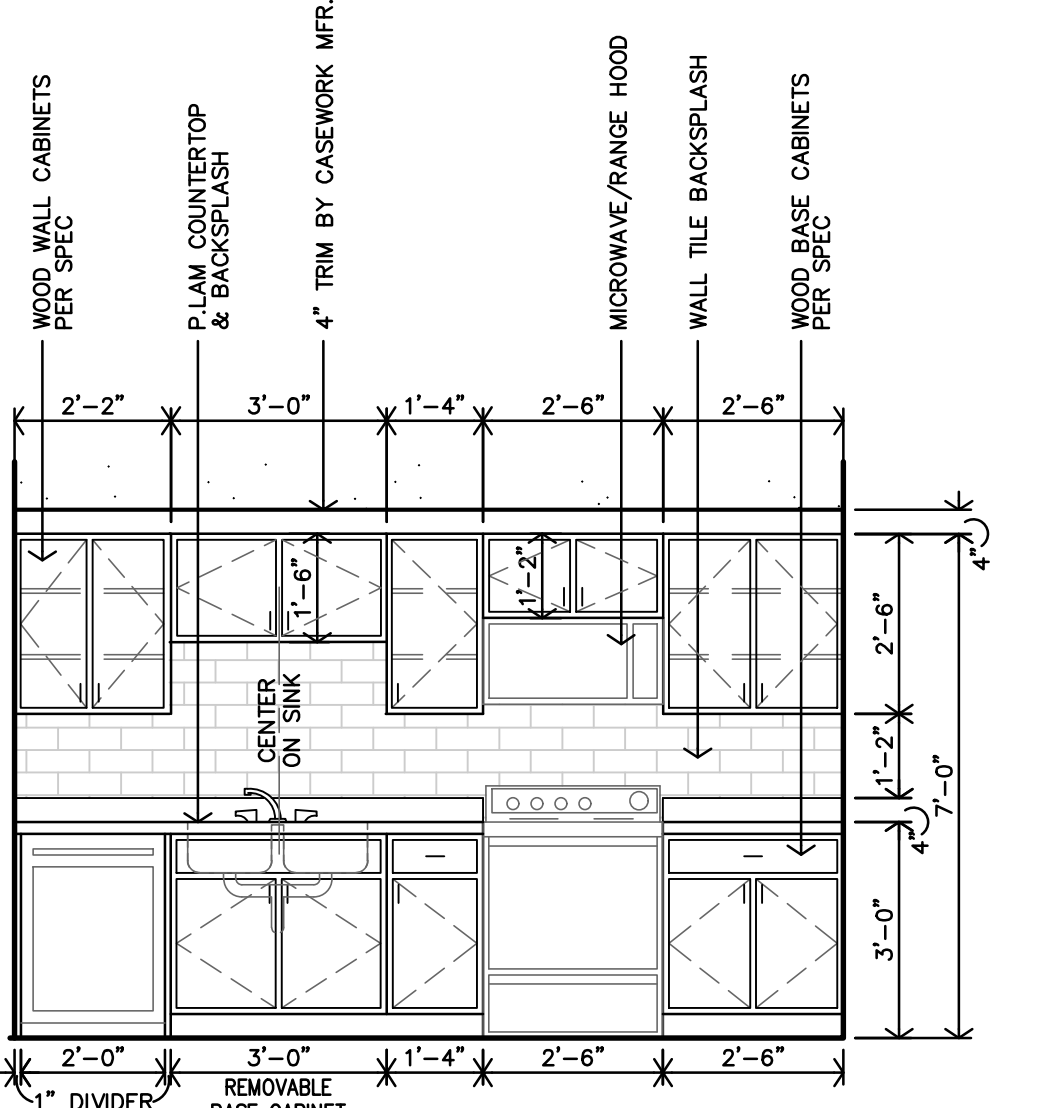 WOOD WALL CABINETS
PER SPEC
P.LAM COUNTERTOP
& BACKSPLASH
4" TRIM BY CASEWORK MFR.
MICROWAVE/RANGE HOOD
WALL TILE BACKSPLASH
WOOD BASE CABINETS
PER SPEC
2'-2"
3'-0"
1'-4"
2'-6"
2'-6"
4"
1'-6"
1'-2"
2'-6"
CENTER
ON SINK
1'-2"
7'-0"
4"
3'-0"
2'-0"
3'-0"
1'-4"
2'-6"
2'-6"
1" DIVIDER
REMOVABLE
BASE CABINET